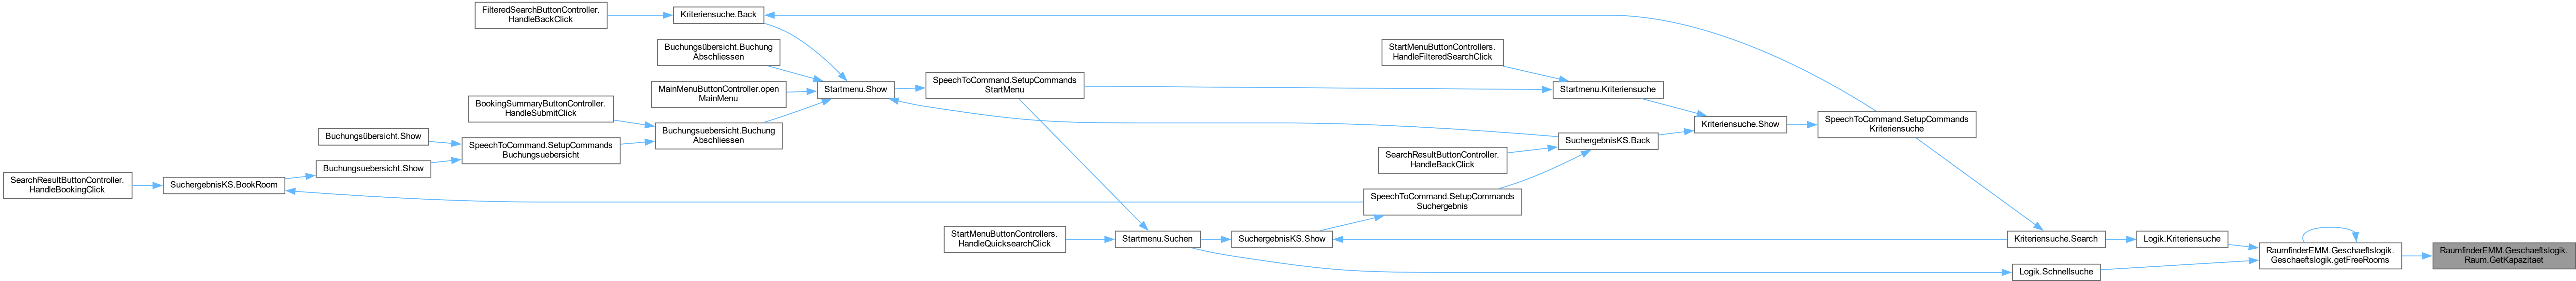 FilteredSearchButtonController.
HandleBackClick
Kriteriensuche.Back
Buchungsübersicht.Buchung
Abschliessen
StartMenuButtonControllers.
HandleFilteredSearchClick
MainMenuButtonController.open
MainMenu
Startmenu.Show
SpeechToCommand.SetupCommands
StartMenu
Startmenu.Kriteriensuche
BookingSummaryButtonController.
HandleSubmitClick
Buchungsübersicht.Show
SpeechToCommand.SetupCommands
Buchungsuebersicht
Buchungsuebersicht.Buchung
Abschliessen
SuchergebnisKS.Back
Kriteriensuche.Show
SpeechToCommand.SetupCommands
Kriteriensuche
SearchResultButtonController.
HandleBackClick
Buchungsuebersicht.Show
SearchResultButtonController.
HandleBookingClick
SuchergebnisKS.BookRoom
SpeechToCommand.SetupCommands
Suchergebnis
StartMenuButtonControllers.
HandleQuicksearchClick
Startmenu.Suchen
SuchergebnisKS.Show
Kriteriensuche.Search
Logik.Kriteriensuche
Logik.Schnellsuche
RaumfinderEMM.Geschaeftslogik.
Geschaeftslogik.getFreeRooms
RaumfinderEMM.Geschaeftslogik.
Raum.GetKapazitaet